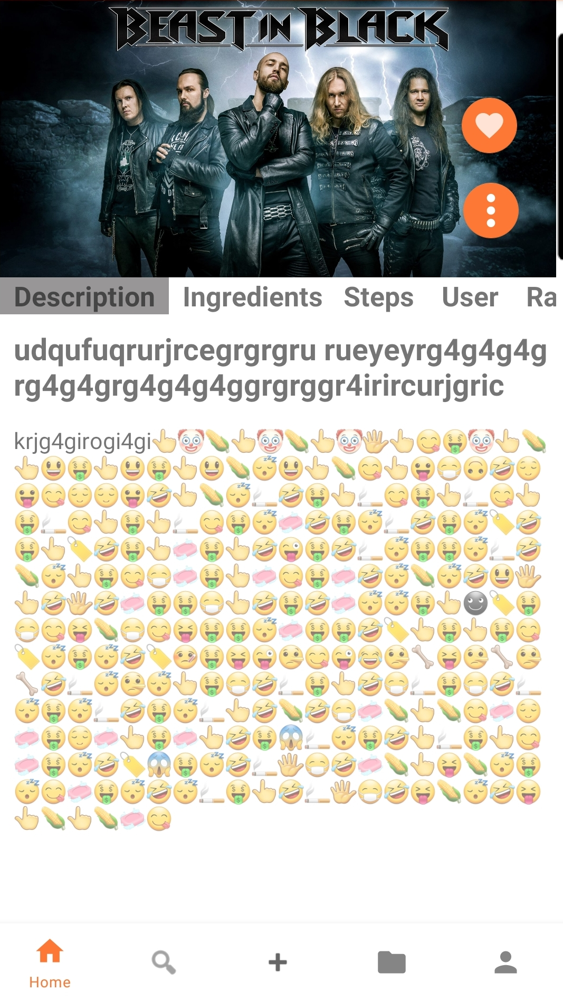 BEAST IN BLACK
Description Ingredients Steps User Ra
udqufuqrurjrcegrgrgru rueyeyrg4g4g4g
rg4g4grg4g4g4ggrgrggr4irircurjgric
krjg4girogi4gi
Home